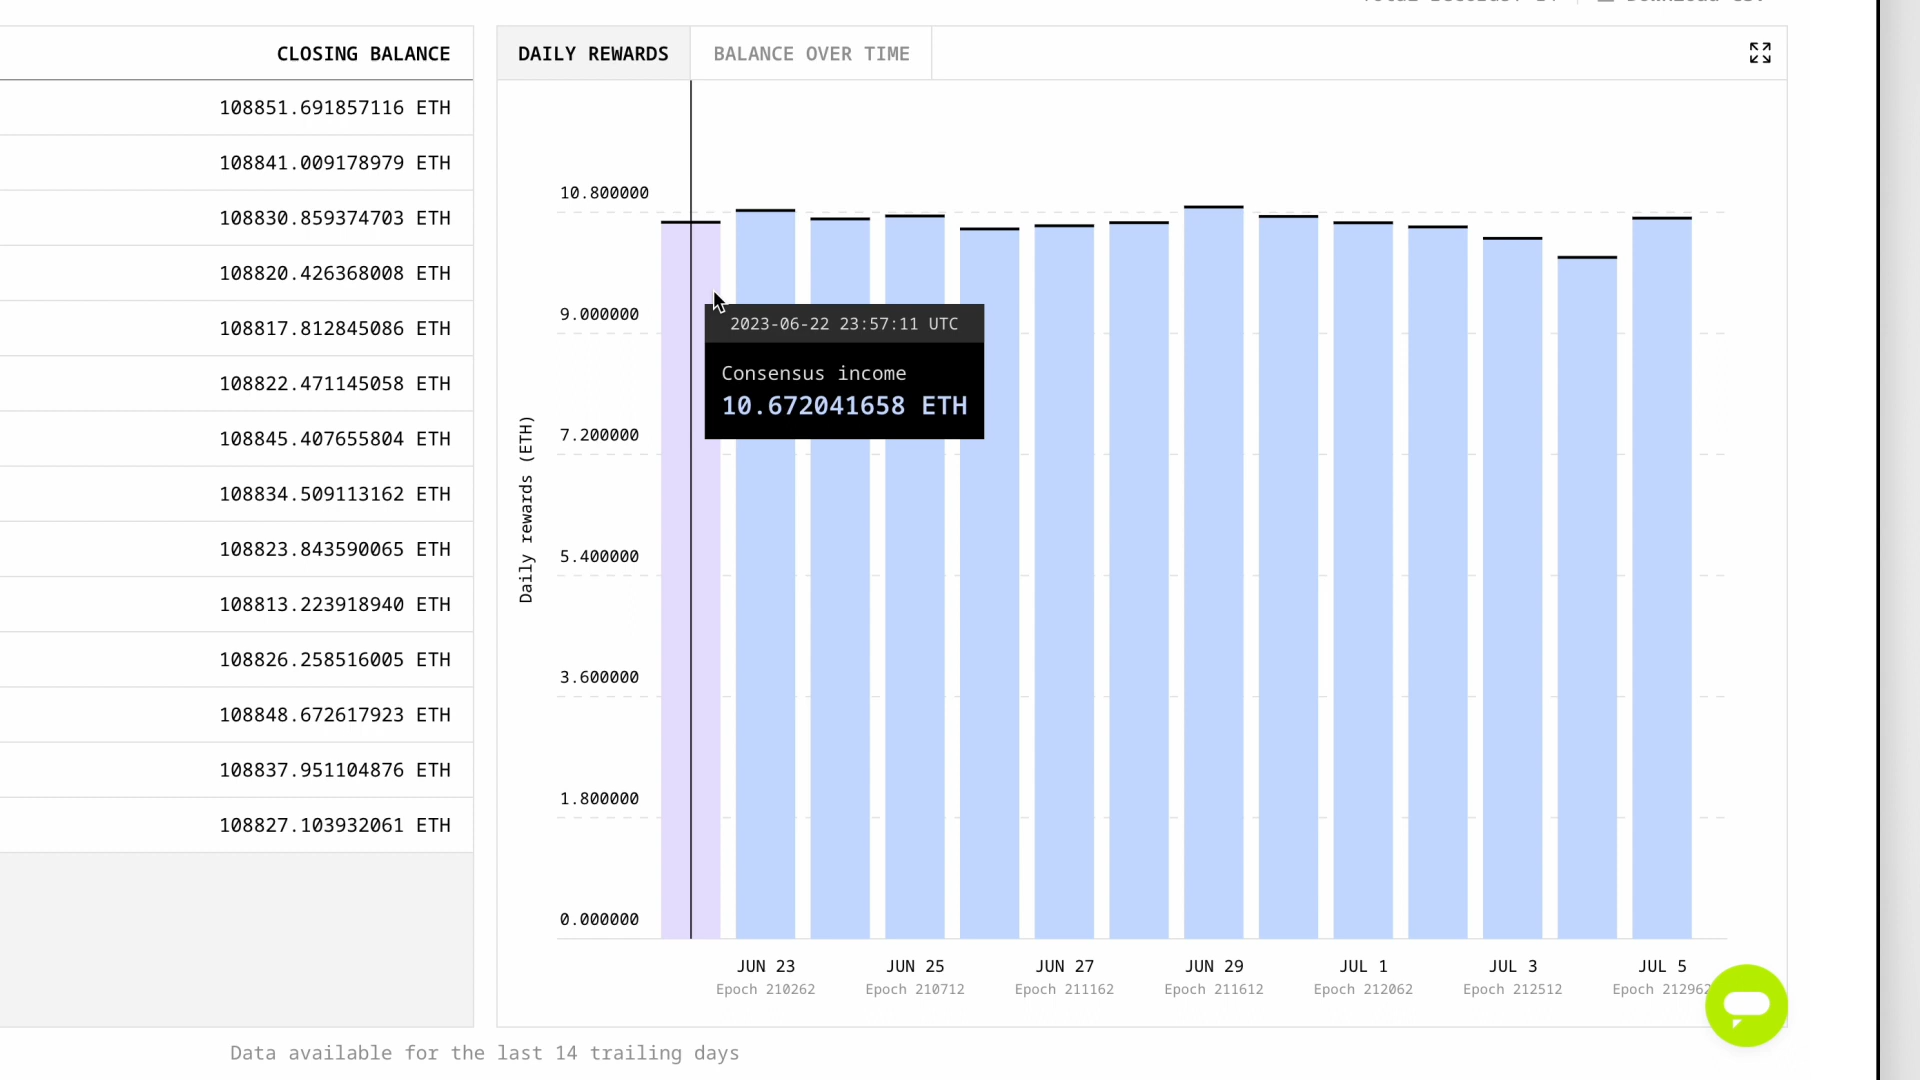 CLOSING BALANCE
108851.691857116 ETH
108841.009178979 ETH
108830.859374703 ETH
108820.426368008 ETH
108817.812845086 ETH
108822.471145058 ETH
108845.407655804 ETH
108834.509113162 ETH
108823.843590065 ETH
108813.223918940 ETH
108826.258516005 ETH
108848.672617923 ETH
108837.951104876 ETH
108827.103932061 ETH
DAILY REWARDS
BALANCE OVER TIME
Daily rewards (ETH)
10.800000
9.000000
7.200000
5.400000
3.600000
1.800000
0.000000
2023-06-22 23:57:11 UTC
Consensus income
10.672041658 ETH
JUN 23
Epoch 210262
JUN 25
Epoch 210712
JUN 27
Epoch 211162
JUN 29
Epoch 211612
JUL 1
Epoch 212062
JUL 3
Epoch 212512
JUL 5
Epoch 212962
Data available for the last 14 trailing days